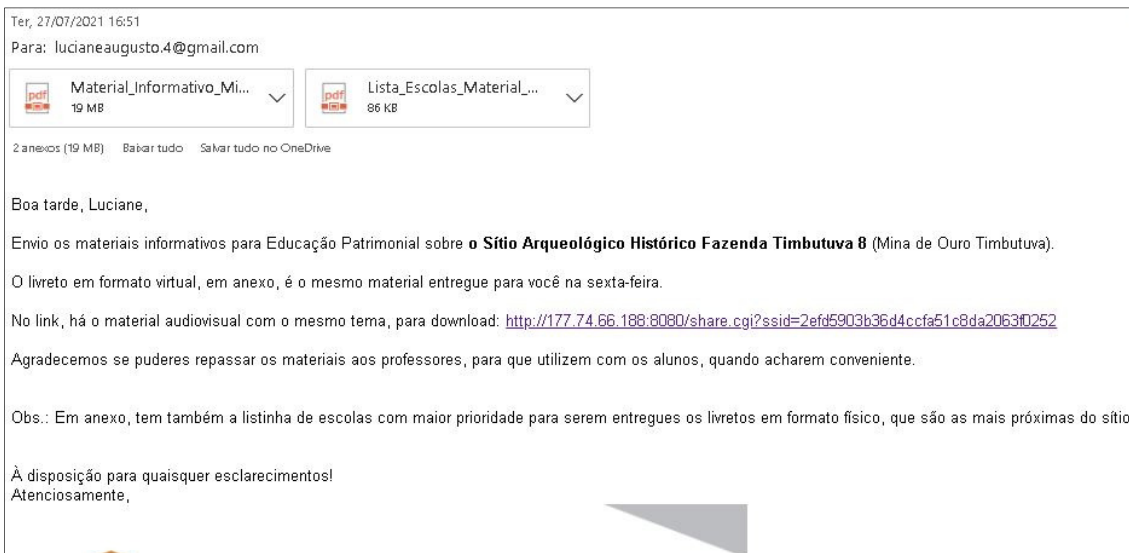 Ter, 27/07/2021 16:51
Para: lucianeaugusto.4@gmail.com
Material_Informativo_Mi...
19 MB
Lista_Escolas_Material_...
86 KB
2 anexos (19 MB) Baixar tudo Salvar tudo no OneDrive
Boa tarde, Luciane,
Envio os materiais informativos para Educação Patrimonial sobre o Sítio Arqueológico Histórico Fazenda Timbutuva 8 (Mina de Ouro Timbutuva).
O livreto em formato virtual, em anexo, é o mesmo material entregue para você na sexta-feira.
No link, há o material audiovisual com o mesmo tema, para download: http://177.74.66.188:8080/share.cgi?ssid=2efd5903b36d4ccfa51c8da2063f0252
Agradecemos se puderes repassar os materiais aos professores, para que utilizem com os alunos, quando acharem conveniente.
Obs.: Em anexo, tem também a listinha de escolas com maior prioridade para serem entregues os livretos em formato físico, que são as mais próximas do sítio
À disposição para quaisquer esclarecimentos!
Atenciosamente,